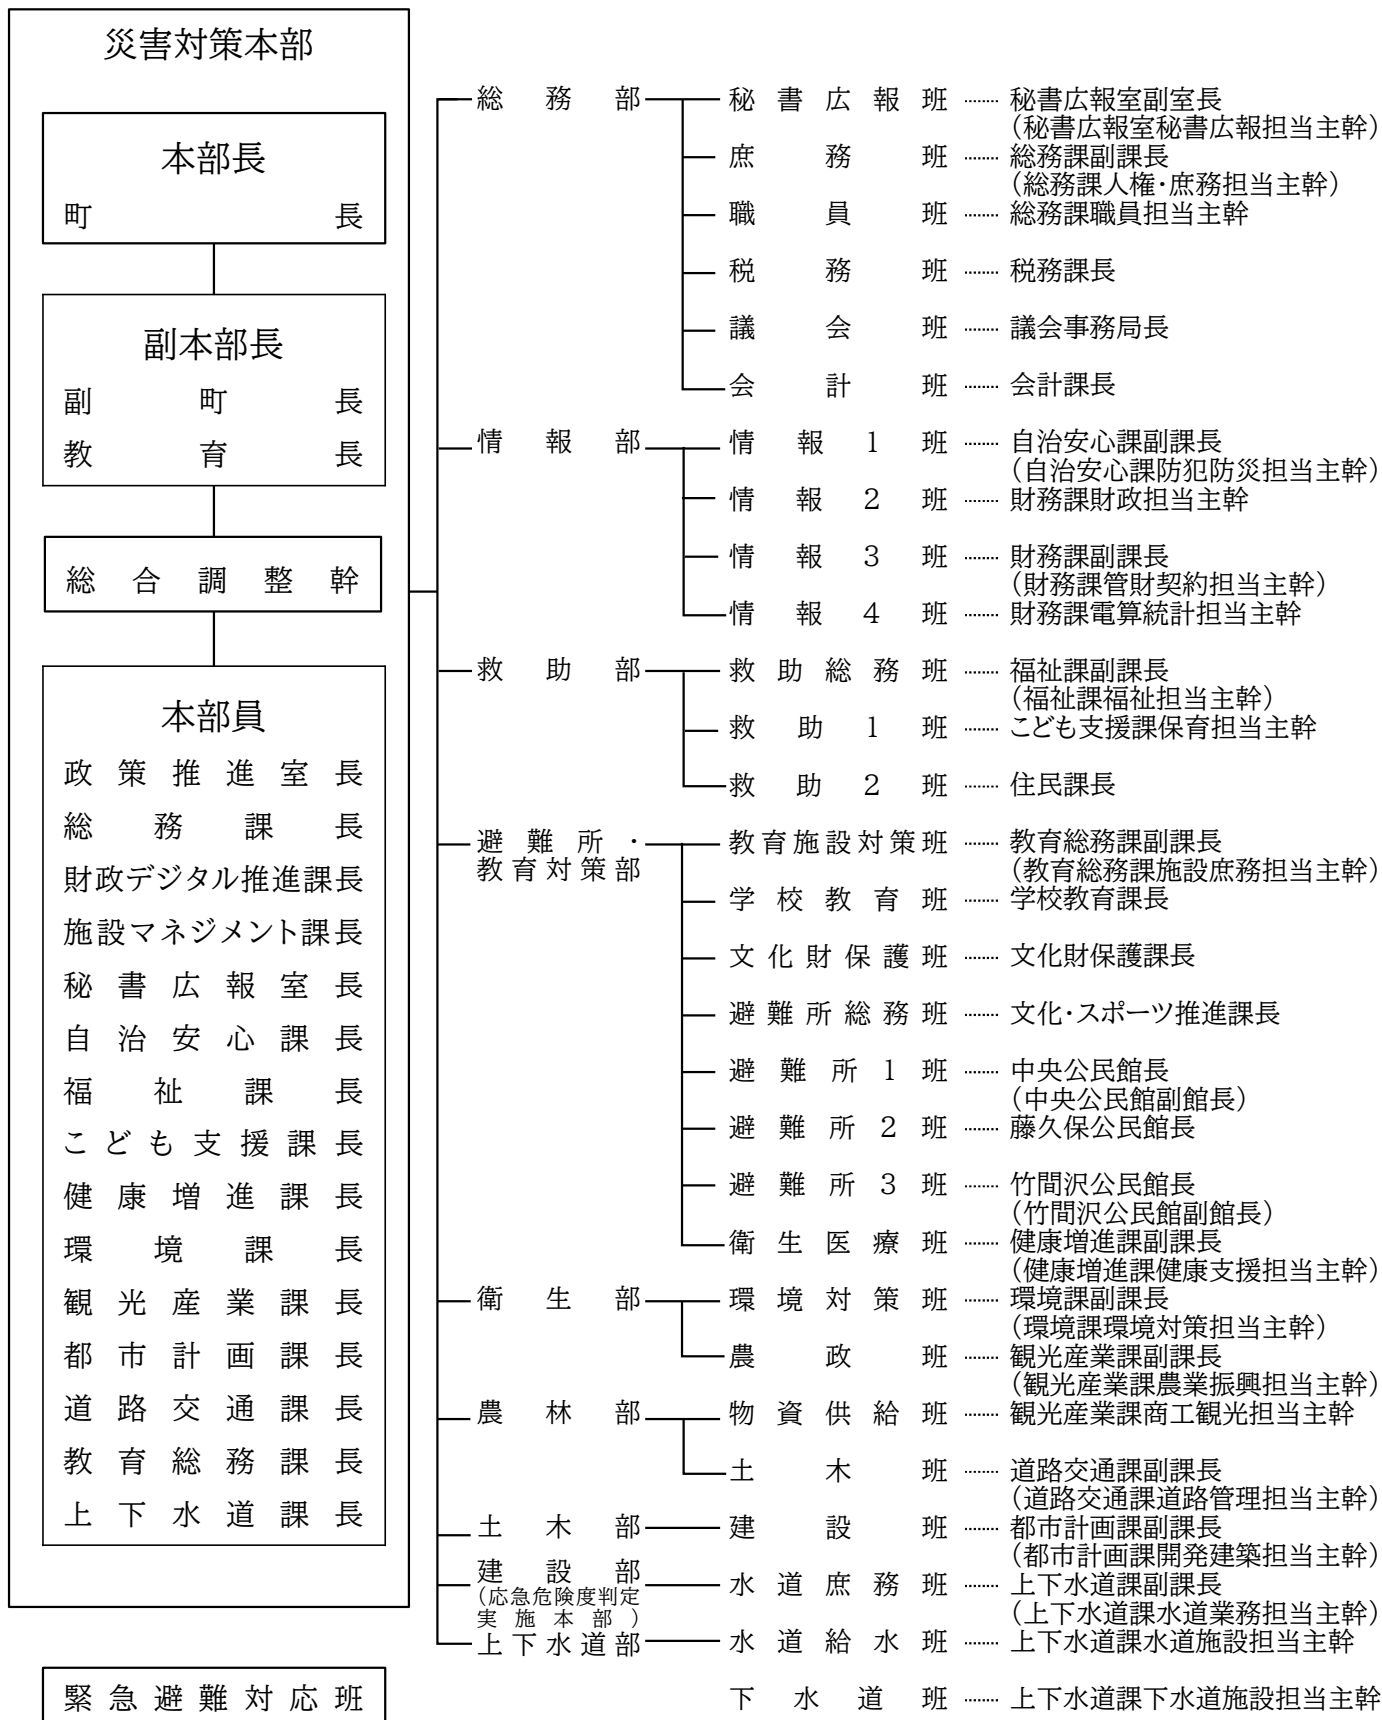 災害対策本部
本部長
町長
副本部長
副町長
教育長
総合調整幹
本部員
政策推進室長
総務課長
財政デジタル推進課長
施設マネジメント課長
秘書広報室長
自治安心課長
福祉課長
こども支援課長
健康増進課長
環境課長
観光産業課長
都市計画課長
道路交通課長
教育総務課長
上下水道課長
緊急避難対応班
総務部
秘書広報班 …… 秘書広報室副室長
(秘書広報室秘書広報担当主幹)
庶務班 …… 総務課副課長
(総務課人権・庶務担当主幹)
職員班 …… 総務課職員担当主幹
税務班 …… 税務課長
議会班 …… 議会事務局長
会計班 …… 会計課長
情報部
情報1班 …… 自治安心課副課長
(自治安心課防犯防災担当主幹)
情報2班 …… 財務課財政担当主幹
情報3班 …… 財務課副課長
(財務課管財契約担当主幹)
情報4班 …… 財務課電算統計担当主幹
救助部
救助総務班 …… 福祉課副課長
(福祉課福祉担当主幹)
救助1班 …… こども支援課保育担当主幹
救助2班 …… 住民課長
避難所・
教育対策部
教育施設対策班 …… 教育総務課副課長
(教育総務課施設庶務担当主幹)
学校教育班 …… 学校教育課長
文化財保護班 …… 文化財保護課長
避難所総務班 …… 文化・スポーツ推進課長
避難所1班 …… 中央公民館長
(中央公民館副館長)
避難所2班 …… 藤久保公民館長
避難所3班 …… 竹間沢公民館長
(竹間沢公民館副館長)
衛生医療班 …… 健康増進課副課長
(健康増進課健康支援担当主幹)
衛生部
環境対策班 …… 環境課副課長
(環境課環境対策担当主幹)
農政班 …… 観光産業課副課長
(観光産業課農業振興担当主幹)
農林部
物資供給班 …… 観光産業課商工観光担当主幹
土木班 …… 道路交通課副課長
(道路交通課道路管理担当主幹)
土木部
建設班 …… 都市計画課副課長
(都市計画課開発建築担当主幹)
建設部
(応急危険度判定
実施本部)
水道庶務班 …… 上下水道課副課長
(上下水道課水道業務担当主幹)
上下水道部
水道給水班 …… 上下水道課水道施設担当主幹
下水道班 …… 上下水道課下水道施設担当主幹